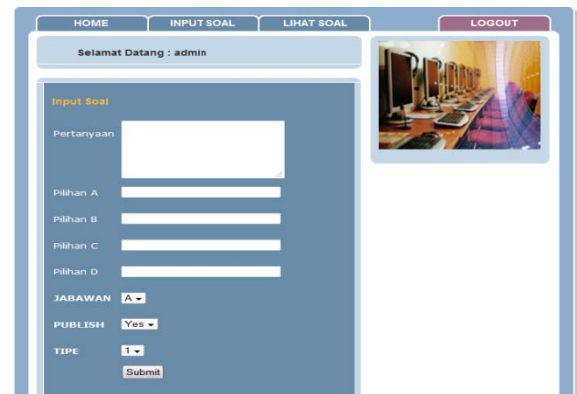 HOME INPUT SOAL LIHAT SOAL LOGOUT
Selamat Datang : admin
Input Soal
Pertanyaan
Pilihan A
Pilihan B
Pilihan C
Pilihan D
JABAWAN A
PUBLISH Yes
TIPE 1
Submit